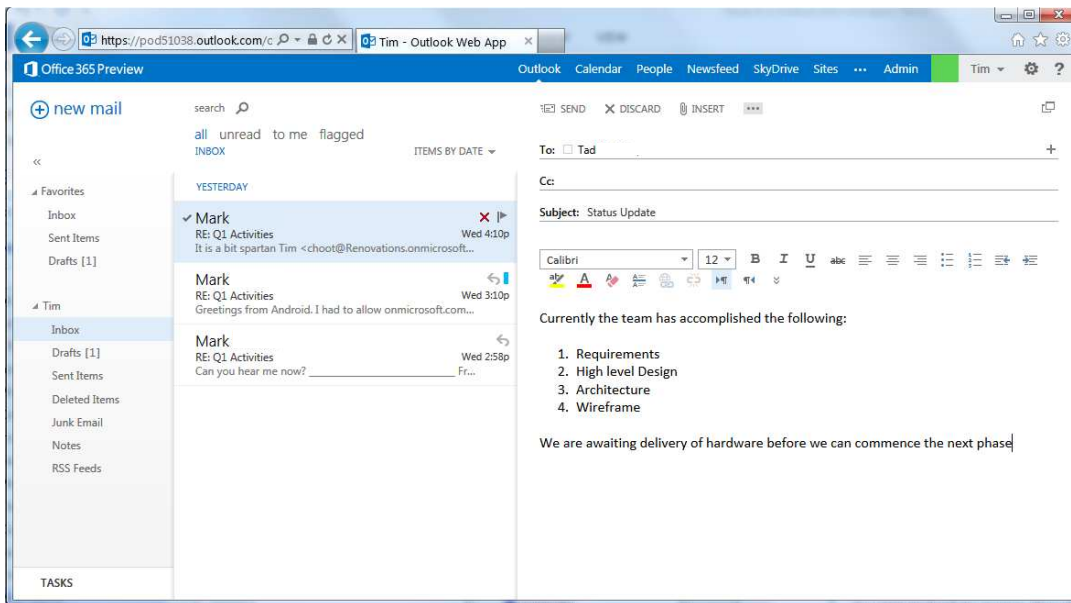 https://pod51038.outlook.com/c
Tim - Outlook Web App
Office 365 Preview
Outlook Calendar People Newsfeed SkyDrive Sites ••• Admin Tim ?
new mail
search
all unread to me flagged
INBOX ITEMS BY DATE
«
Favorites
Inbox
Sent Items
Drafts [1]
Tim
Inbox
Drafts [1]
Sent Items
Deleted Items
Junk Email
Notes
RSS Feeds
TASKS
YESTERDAY
Mark
RE: Q1 Activities Wed 4:10p
It is a bit spartan Tim <choot@Renovations.onmicrosoft...
Mark
RE: Q1 Activities Wed 3:10p
Greetings from Android. I had to allow onmicrosoft.com...
Mark
RE: Q1 Activities Wed 2:58p
Can you hear me now? ________________________ Fr...
SEND DISCARD INSERT •••
To: Tad
Cc:
Subject: Status Update
Calibri 12 B I U abc
ab A
Currently the team has accomplished the following:
1. Requirements
2. High level Design
3. Architecture
4. Wireframe
We are awaiting delivery of hardware before we can commence the next phase